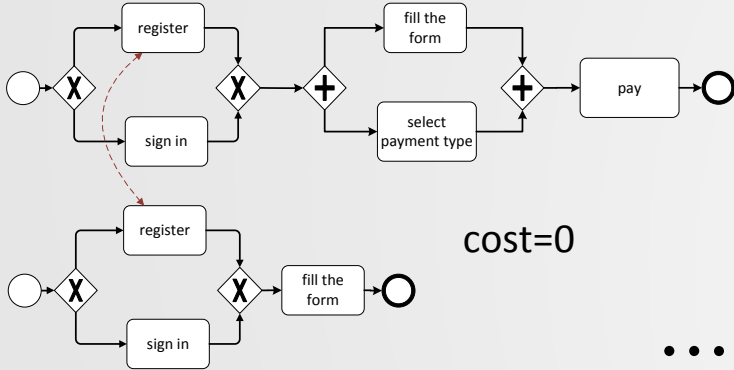 register
fill the
form
X
X
+
+
pay
sign in
select
payment type
register
cost=0
X
X
fill the
form
sign in
...